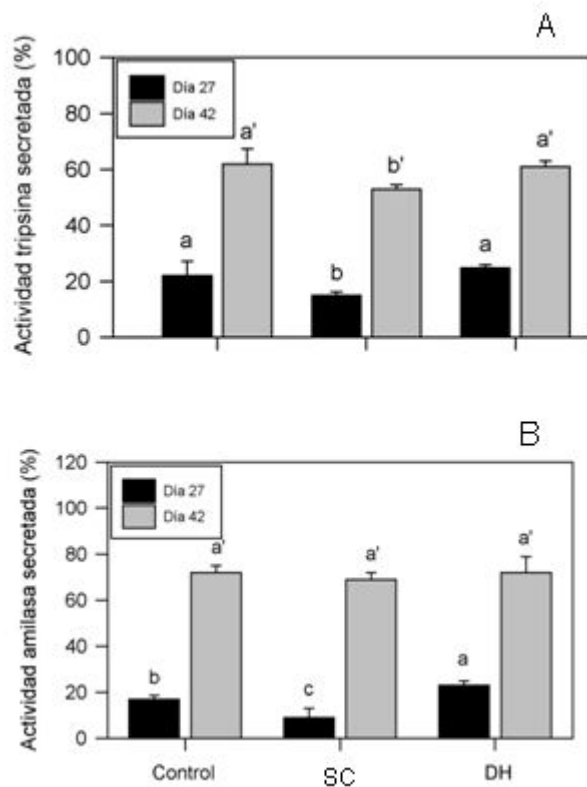 A
Actividad tripsina secretada (%)
100
80
60
40
20
0
Día 27
Día 42
a a' b b' a a'
B
Actividad amilasa secretada (%)
120
100
80
60
40
20
0
Día 27
Día 42
b a' c a' a a'
Control SC DH